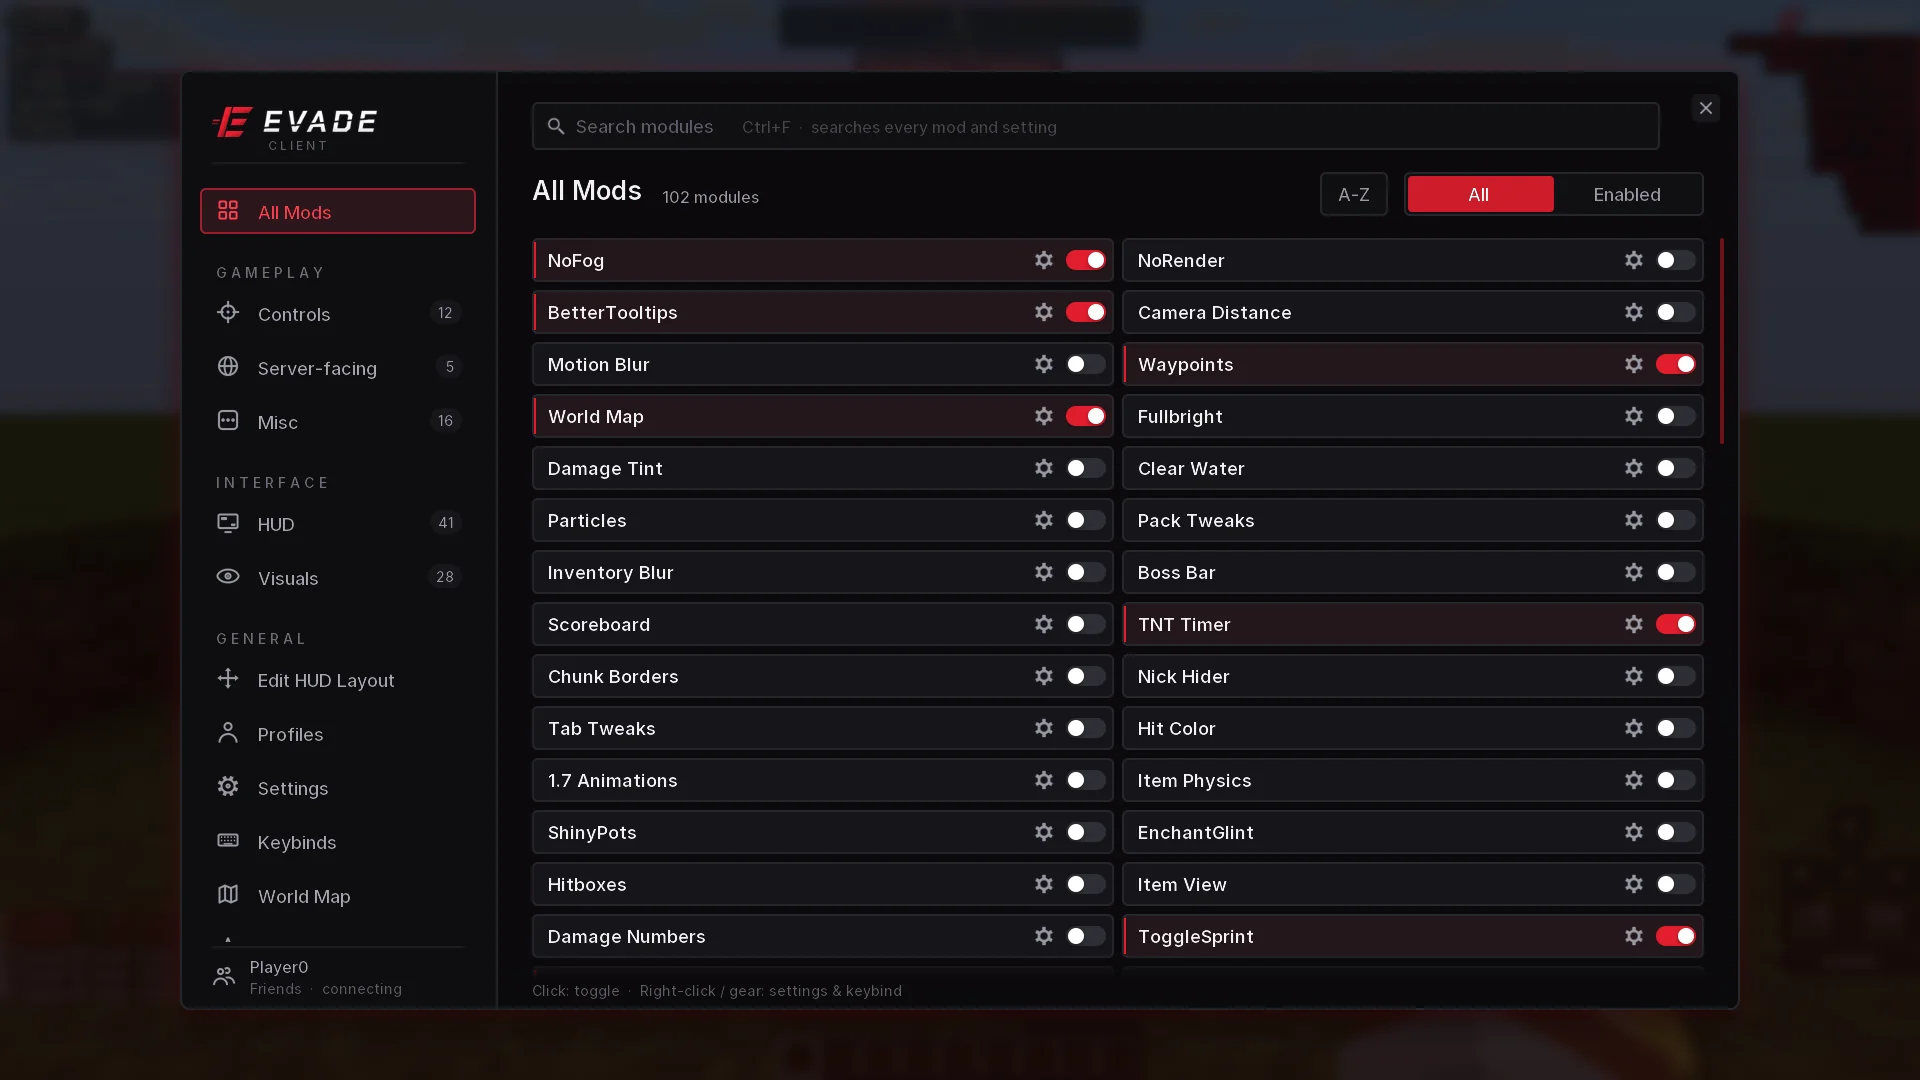 EVADE
CLIENT
Search modules Ctrl+F · searches every mod and setting
All Mods 102 modules
A-Z
All
Enabled
All Mods
GAMEPLAY
Controls 12
Server-facing 5
Misc 16
INTERFACE
HUD 41
Visuals 28
GENERAL
Edit HUD Layout
Profiles
Settings
Keybinds
World Map
Player0
Friends · connecting
NoFog
NoRender
BetterTooltips
Camera Distance
Motion Blur
Waypoints
World Map
Fullbright
Damage Tint
Clear Water
Particles
Pack Tweaks
Inventory Blur
Boss Bar
Scoreboard
TNT Timer
Chunk Borders
Nick Hider
Tab Tweaks
Hit Color
1.7 Animations
Item Physics
ShinyPots
EnchantGlint
Hitboxes
Item View
Damage Numbers
ToggleSprint
Click: toggle · Right-click / gear: settings & keybind